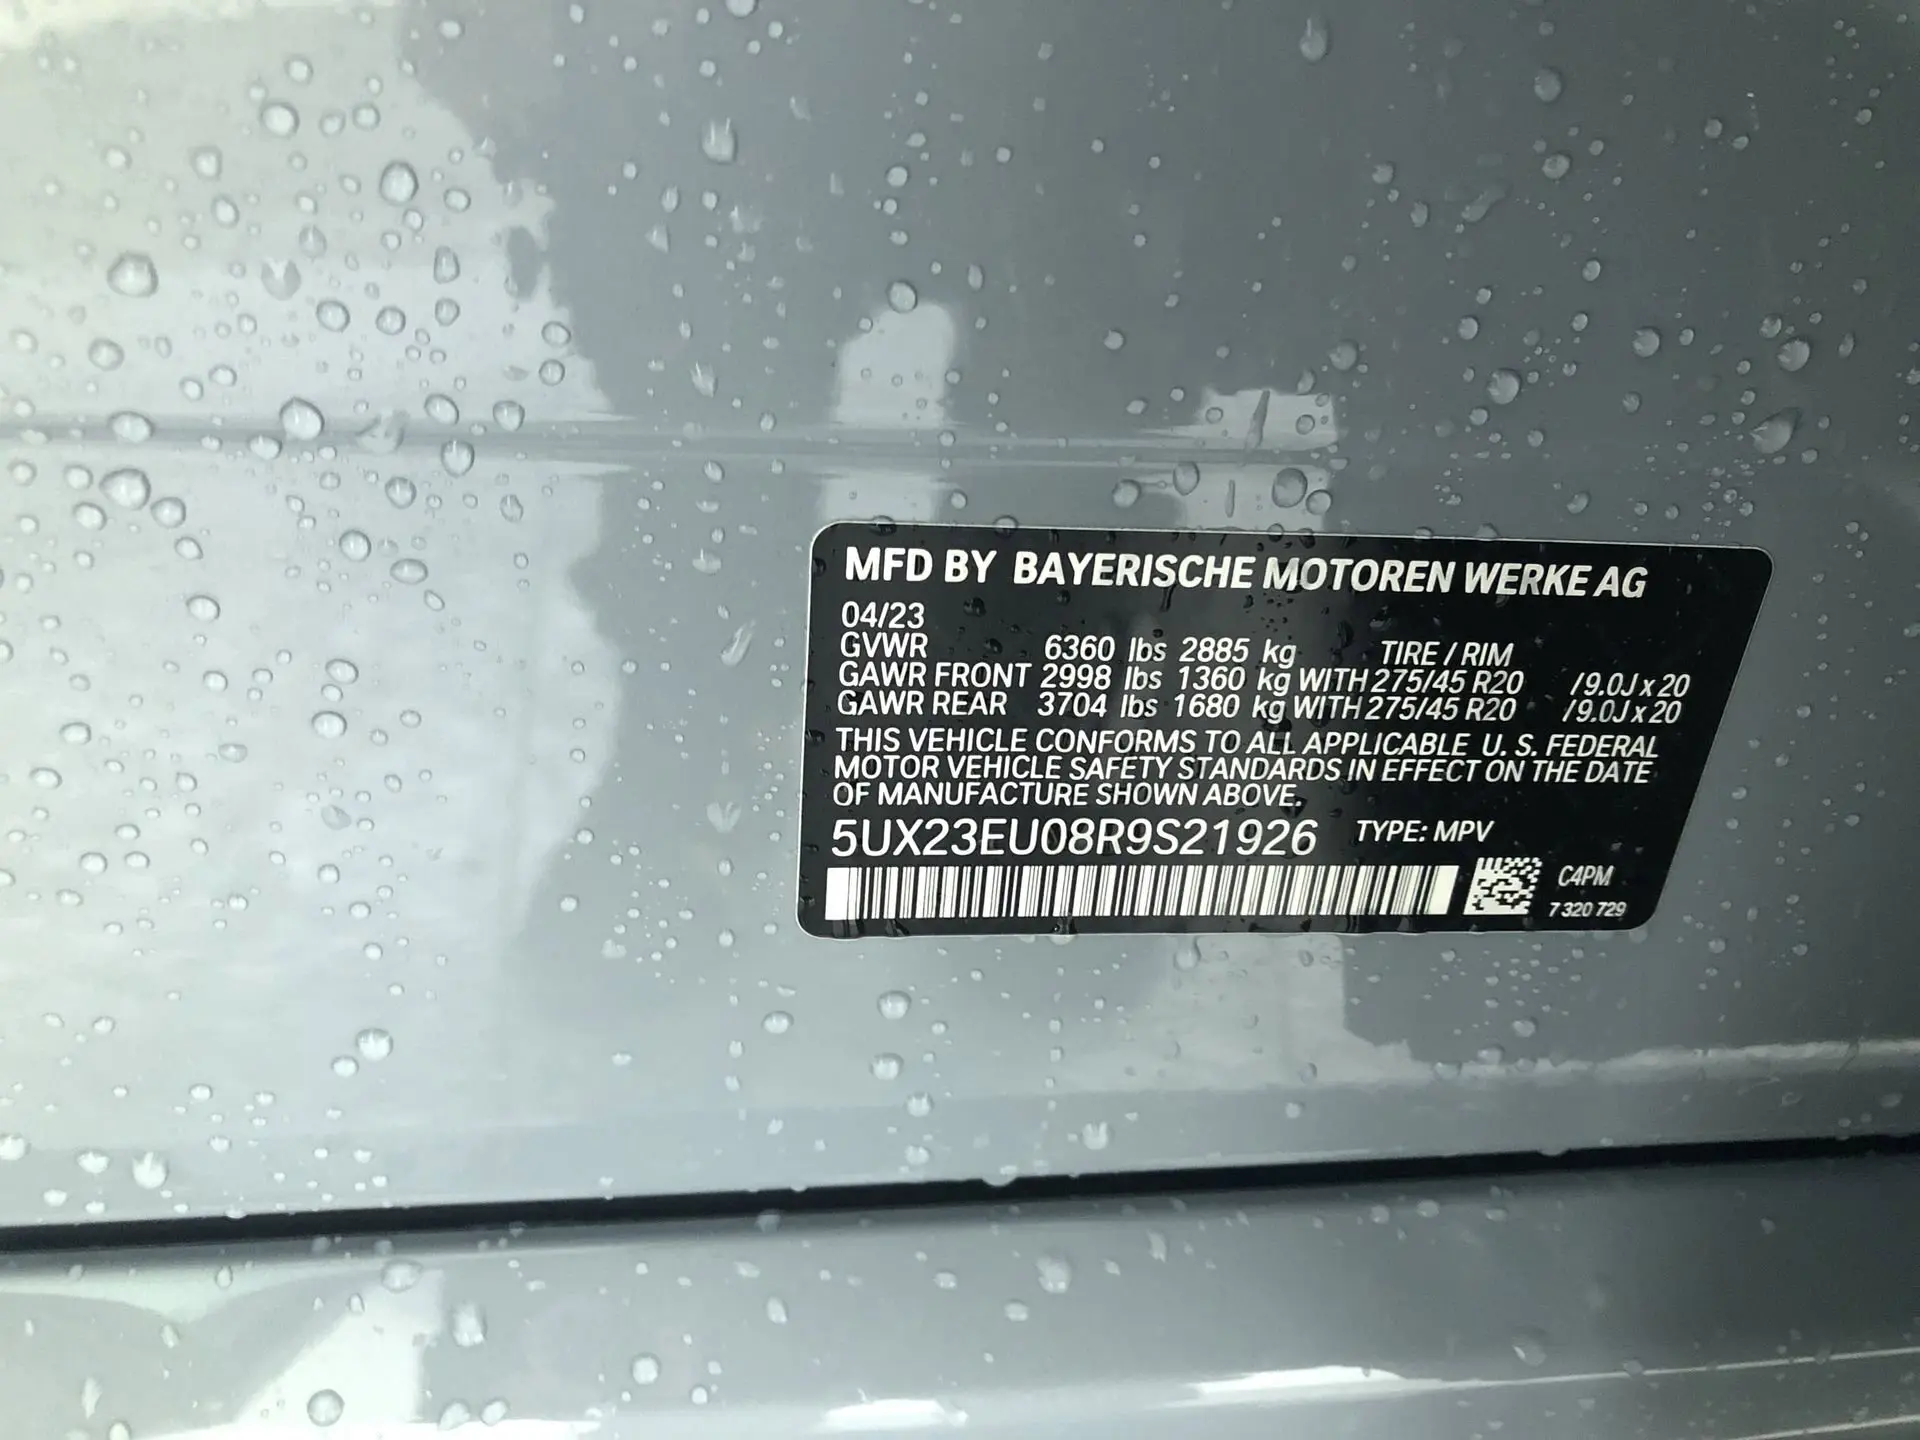 MFD BY BAYERISCHE MOTOREN WERKE AG
04/23
GVWR 6360 lbs 2885 kg TIRE / RIM
GAWR FRONT 2998 lbs 1360 kg WITH 275/45 R20 /9.0J x 20
GAWR REAR 3704 lbs 1680 kg WITH 275/45 R20 /9.0J x 20
THIS VEHICLE CONFORMS TO ALL APPLICABLE U. S. FEDERAL
MOTOR VEHICLE SAFETY STANDARDS IN EFFECT ON THE DATE
OF MANUFACTURE SHOWN ABOVE.
5UX23EU08R9S21926 TYPE: MPV
C4PM
7 320 729